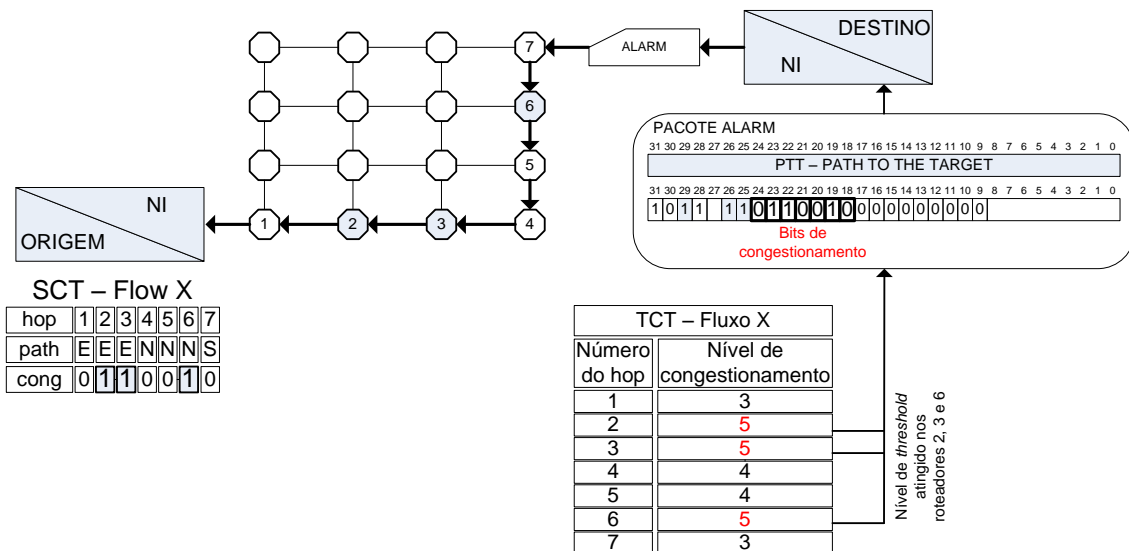 DESTINO
NI
ALARM
7
6
5
1 2 3 4
PACOTE ALARM
31 30 29 28 27 26 25 24 23 22 21 20 19 18 17 16 15 14 13 12 11 10 9 8 7 6 5 4 3 2 1 0
PTT – PATH TO THE TARGET
31 30 29 28 27 26 25 24 23 22 21 20 19 18 17 16 15 14 13 12 11 10 9 8 7 6 5 4 3 2 1 0
1 0 1 1 1 1 0 1 1 0 0 1 0 0 0 0 0 0 0 0 0 0
Bits de
congestionamento
NI
ORIGEM
SCT – Flow X
hop 1 2 3 4 5 6 7
path E E E N N N S
cong 0 1 1 0 0 1 0
TCT – Fluxo X
Número do hop
Nível de congestionamento
1 3
2 5
3 5
4 4
5 4
6 5
7 3
Nível de threshold
atingido nos
roteadores 2, 3 e 6